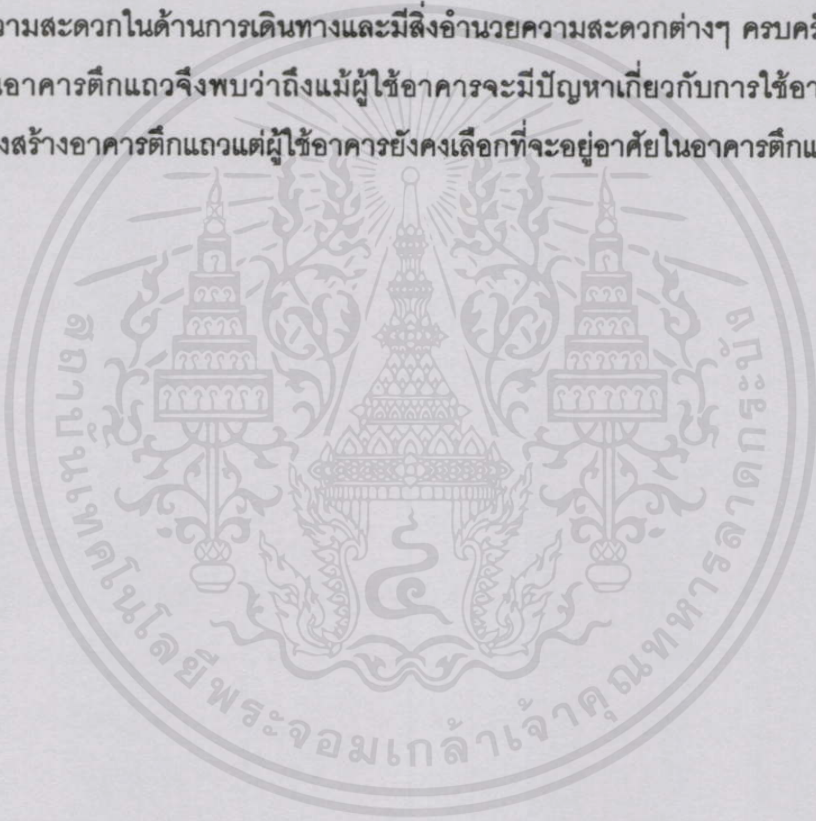 วามสะดวกในด้านการเดินทางและมีสิ่งอำนวยความสะดวกต่างๆ ครบครั
นอาคารตึกแถวจึงพบว่าถึงแม้ผู้ใช้อาคารจะมีปัญหาเกี่ยวกับการใช้อา
งสร้างอาคารตึกแถวแต่ผู้ใช้อาคารยังคงเลือกที่จะอยู่อาศัยในอาคารตึกแ
สถาบันเทคโนโลยีพระจอมเกล้าเจ้าคุณทหารลาดกระบัง